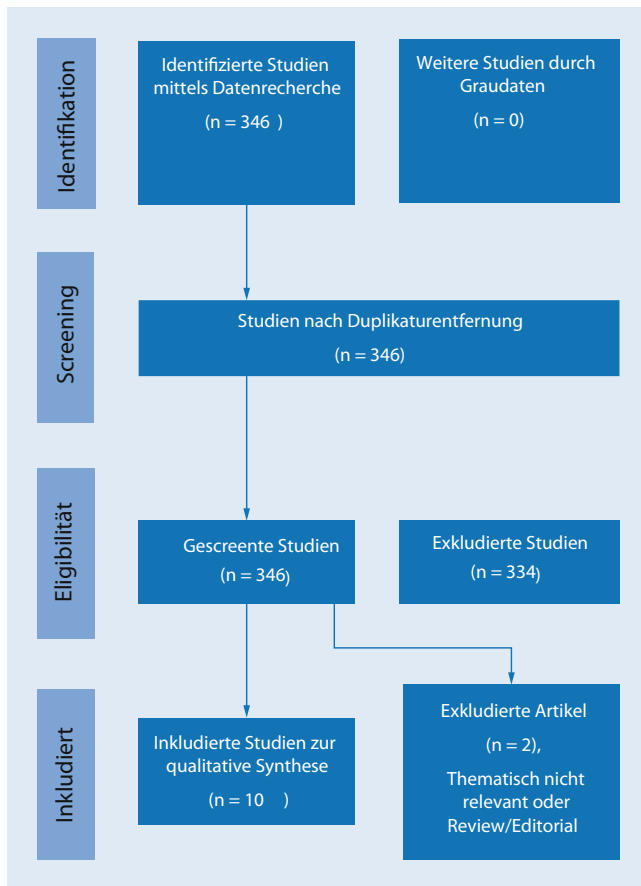 Identifikation
Identifizierte Studien
mittels Datenrecherche
(n = 346 )
Weitere Studien durch
Graudaten
(n = 0)
Screening
Studien nach Duplikaturentfernung
(n = 346)
Eligibilität
Gescreente Studien
(n = 346)
Exkludierte Studien
(n = 334)
Inkludiert
Inkludierte Studien zur
qualitative Synthese
(n = 10 )
Exkludierte Artikel
(n = 2),
Thematisch nicht
relevant oder
Review/Editorial